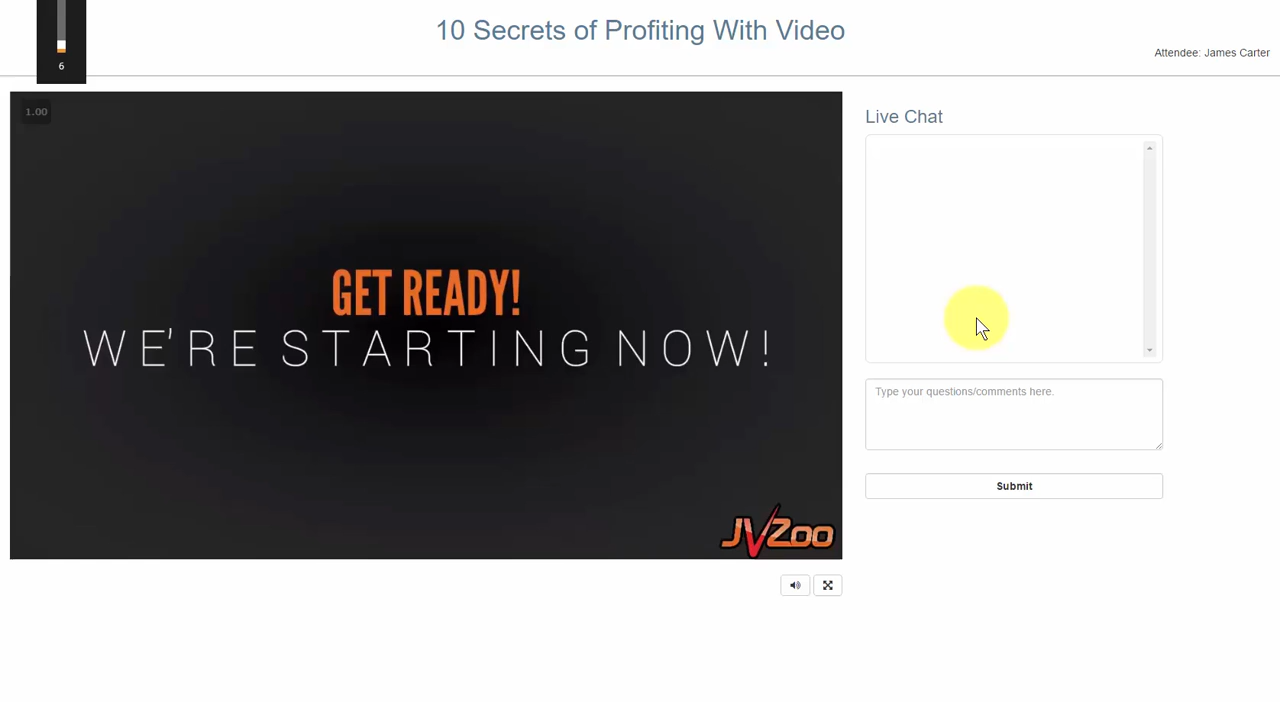 10 Secrets of Profiting With Video
Attendee: James Carter
6
1.00
GET READY!
WE'RE STARTING NOW!
JVZoo
Live Chat
Type your questions/comments here.
Submit